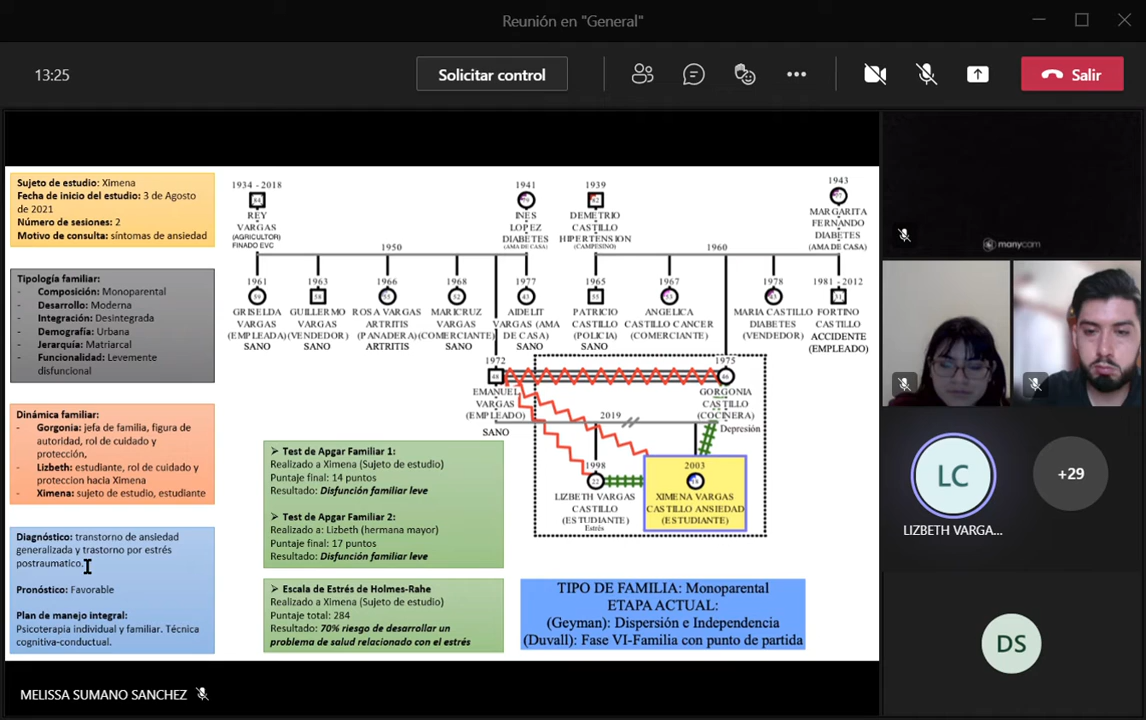 Reunión en "General"
13:25
Solicitar control
Salir
Sujeto de estudio: Ximena
Fecha de inicio del estudio: 3 de Agosto
de 2021
Número de sesiones: 2
Motivo de consulta: síntomas de ansiedad
Tipología familiar:
- Composición: Monoparental
- Desarrollo: Moderna
- Integración: Desintegrada
- Demografía: Urbana
- Jerarquía: Matriarcal
- Funcionalidad: Levemente
disfuncional
Dinámica familiar:
- Gorgonia: jefa de familia, figura de
autoridad, rol de cuidado y
protección,
- Lizbeth: estudiante, rol de cuidado y
proteccion hacia Ximena
- Ximena: sujeto de estudio, estudiante
Diagnóstico: transtorno de ansiedad
generalizada y trastorno por estrés
postraumatico.
Pronóstico: Favorable
Plan de manejo integral:
Psicoterapia individual y familiar. Técnica
cognitiva-conductual.
1934 - 2018
REY
VARGAS
(AGRICULTOR)
FINADO EVC
1941
INES
LOPEZ
DIABETES
(AMA DE CASA)
1939
DEMETRIO
CASTILLO
HIPERTENSION
(CAMPESINO)
1943
MARGARITA
FERNANDO
DIABETES
(AMA DE CASA)
1950
1960
1961
GRISELDA
VARGAS
(EMPLEADA)
SANO
1963
58
GUILLERMO
VARGAS
(VENDEDOR)
SANO
1966
ROSA VARGAS
ARTRITIS
(PANADERA)
ARTRITIS
1968
52
MARICRUZ
VARGAS
(COMERCIANTE)
SANO
1977
43
AIDELIT
VARGAS (AMA
DE CASA)
SANO
1965
55
PATRICIO
CASTILLO
(POLICIA)
SANO
1967
ANGELICA
CASTILLO CANCER
(COMERCIANTE)
1978
MARIA CASTILLO
DIABETES
(VENDEDOR)
1981 - 2012
31
FORTINO
CASTILLO
ACCIDENTE
(EMPLEADO)
1972
48
EMANUEL
VARGAS
(EMPLEADO)
SANO
1975
GORGONIA
CASTILLO
(COCINERA)
Depresión
2019
1998
22
LIZBETH VARGAS
CASTILLO
(ESTUDIANTE)
Estrés
2003
XIMENA VARGAS
CASTILLO ANSIEDAD
(ESTUDIANTE)
➢ Test de Apgar Familiar 1:
Realizado a Ximena (Sujeto de estudio)
Puntaje final: 14 puntos
Resultado: Disfunción familiar leve
➢ Test de Apgar Familiar 2:
Realizado a: Lizbeth (hermana mayor)
Puntaje final: 17 puntos
Resultado: Disfunción familiar leve
➢ Escala de Estrés de Holmes-Rahe
Realizado a Ximena (Sujeto de estudio)
Puntaje total: 284
Resultado: 70% riesgo de desarrollar un
problema de salud relacionado con el estrés
TIPO DE FAMILIA: Monoparental
ETAPA ACTUAL:
(Geyman): Dispersión e Independencia
(Duvall): Fase VI-Familia con punto de partida
manycam
LC
LIZBETH VARGA...
+29
DS
MELISSA SUMANO SANCHEZ